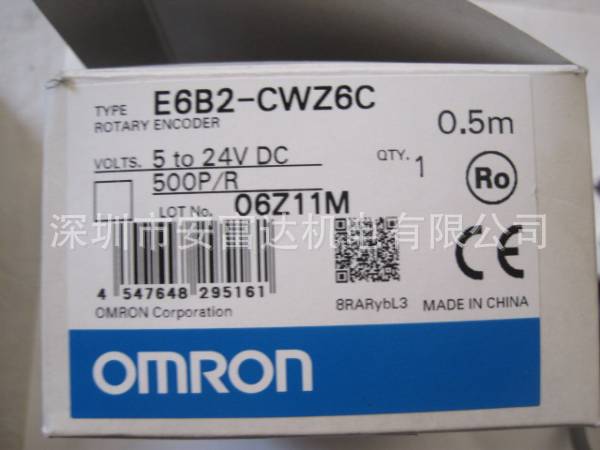 TYPE E6B2-CWZ6C
ROTARY ENCODER 0.5m
VOLTS. 5 to 24V DC QTY. 1
500P/R Ro
LOT No. 06Z11M
深圳市安富达机电有限公司
4 547648 295161
8RARybL3 MADE IN CHINA
OMRON Corporation
CE
OMRON